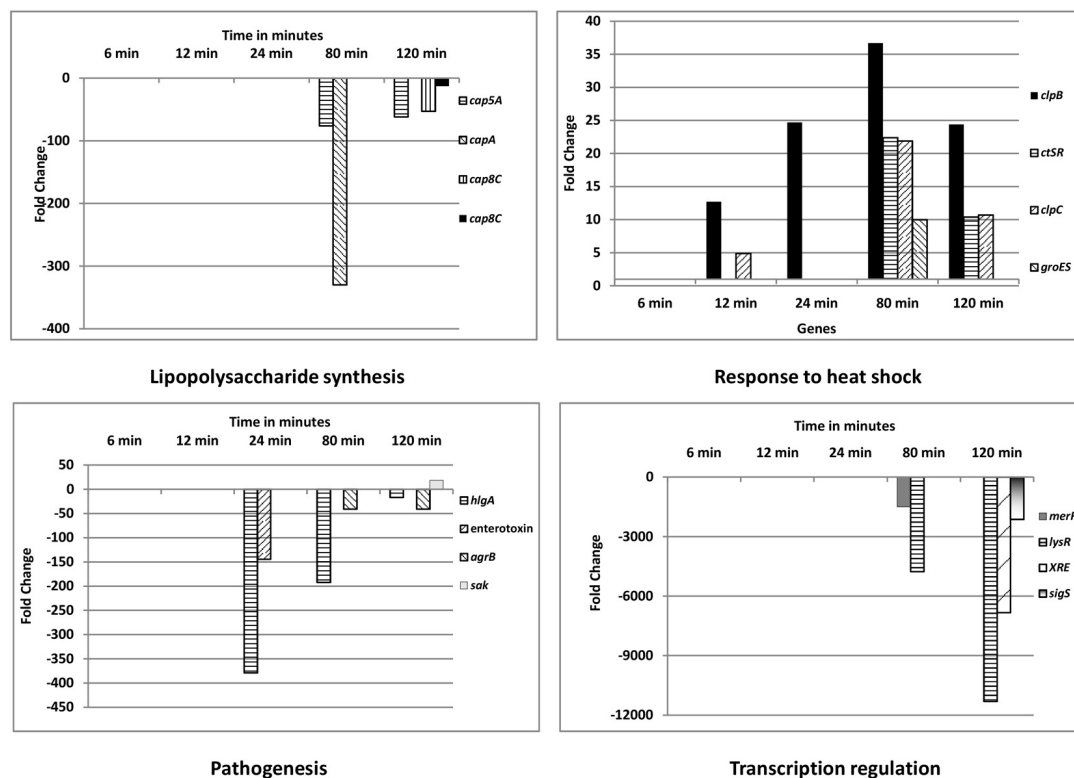 Time in minutes
6 min 12 min 24 min 80 min 120 min
0
-100
-200
-300
-400
Fold Change
cap5A
capA
cap8C
cap8C
Lipopolysaccharide synthesis
40
35
30
25
20
15
10
5
0
Fold Change
6 min 12 min 24 min 80 min 120 min
Genes
clpB
ctSR
clpC
groES
Response to heat shock
Time in minutes
6 min 12 min 24 min 80 min 120 min
50
0
-50
-100
-150
-200
-250
-300
-350
-400
-450
Fold Change
hlgA
enterotoxin
agrB
sak
Pathogenesis
Time in minutes
6 min 12 min 24 min 80 min 120 min
0
-3000
-6000
-9000
-12000
Fold Change
merR
lysR
XRE
sigS
Transcription regulation